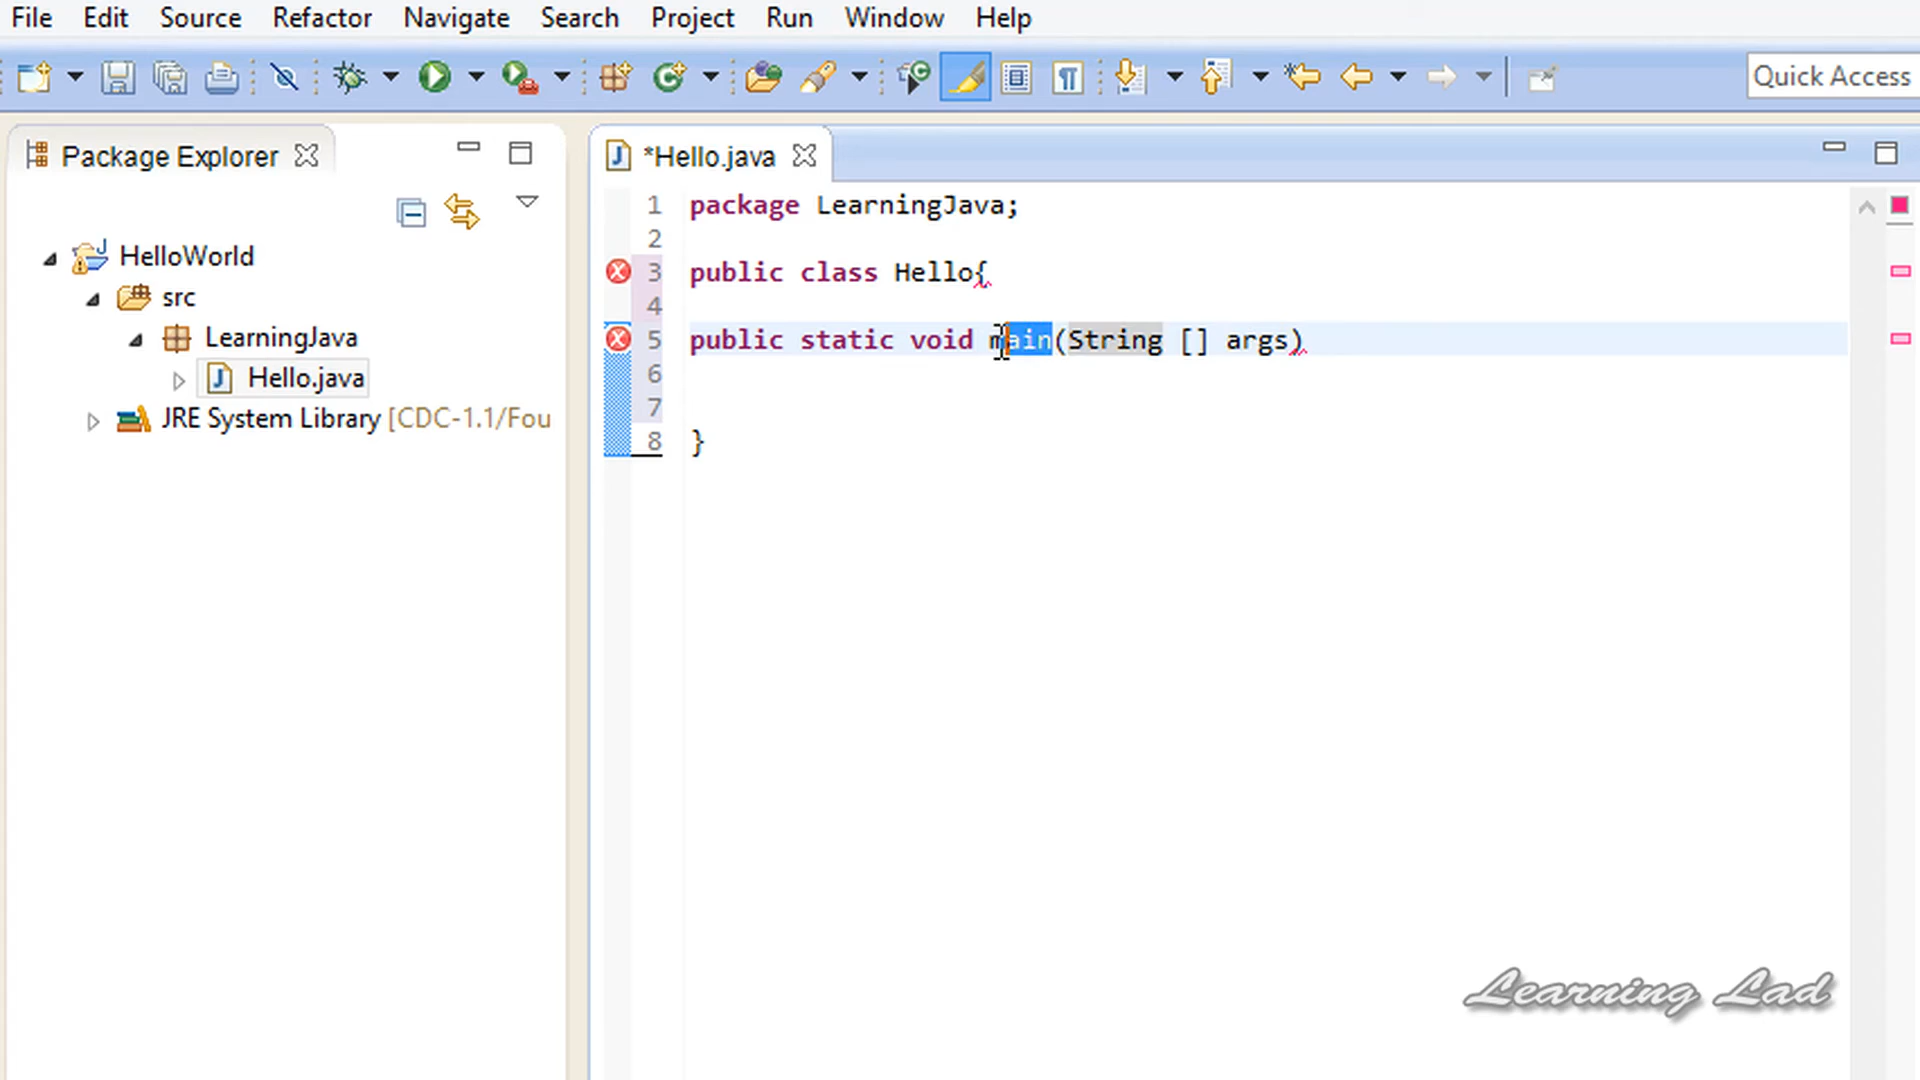 File Edit Source Refactor Navigate Search Project Run Window Help
Quick Access
Package Explorer
*Hello.java
HelloWorld
src
LearningJava
Hello.java
JRE System Library [CDC-1.1/Fou
1 package LearningJava;
2
3 public class Hello{
4
5 public static void main(String [] args)
6
7
8 }
Learning Lad